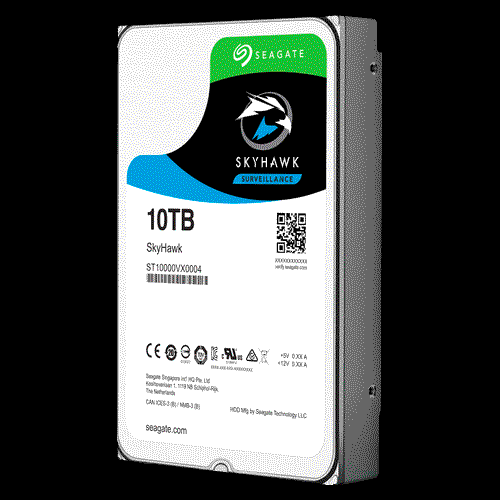 SEAGATE
SKYHAWK
SURVEILLANCE
10TB
SkyHawk
ST10000VX0004
XXXXXXXXXXXXX
verify.seagate.com
+5V 0.XX A
+12V 0.XX A
Seagate Singapore int'l HQ Pte. Ltd.
Koolhovenlaan 1, 1119 NB Schiphol-Rijk,
The Netherlands
CAN ICES-3 (B) / NMB-3 (B)
HDD Mfg by Seagate Technology LLC
seagate.com